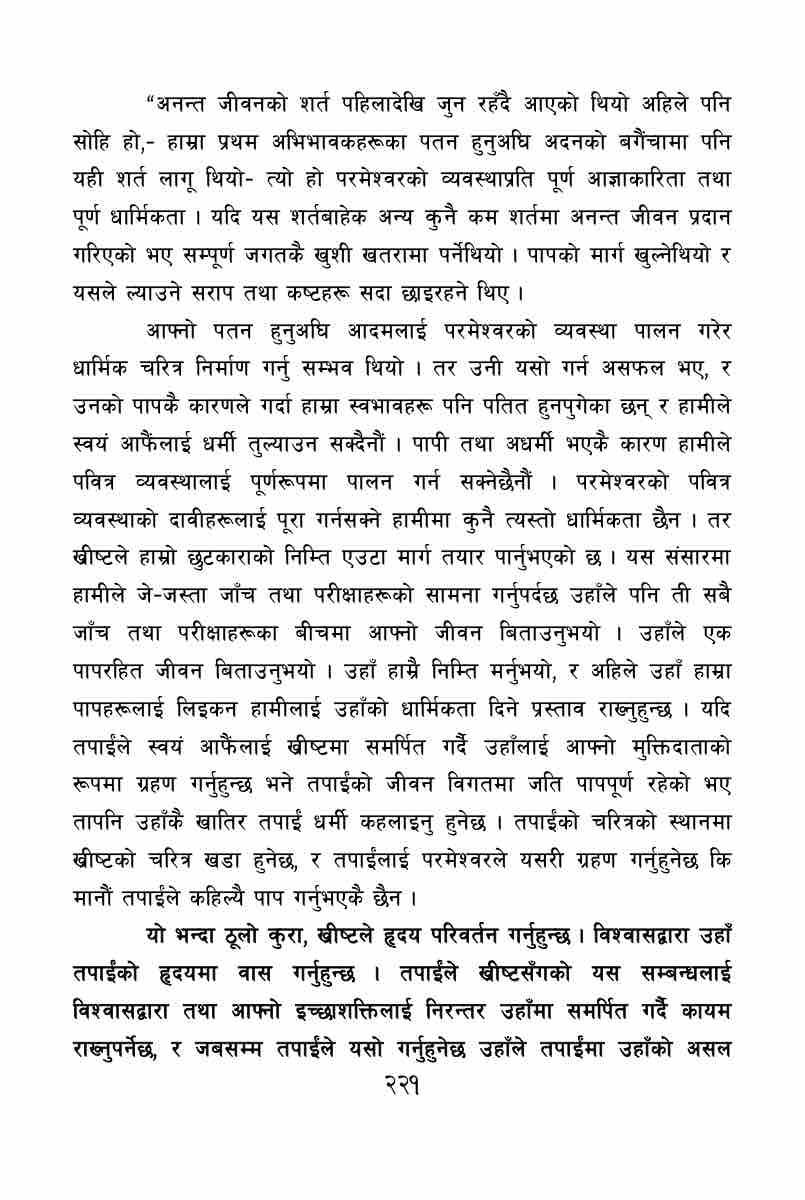 “अनन्त जीवनको शर्त पहिलादेखि जुन रहँदै आएको थियो अहिले पनि
सोहि हो,- हाम्रा प्रथम अभिभावकहरूका पतन हुनुअघि अदनको बगैंचामा पनि
यही शर्त लागू थियो- त्यो हो परमेश्वरको व्यवस्थाप्रति पूर्ण आज्ञाकारिता तथा
पूर्ण धार्मिकता । यदि यस शर्तबाहेक अन्य कुनै कम शर्तमा अनन्त जीवन प्रदान
गरिएको भए सम्पूर्ण जगतकै खुशी खतरामा पर्नेथियो । पापको मार्ग खुल्नेथियो र
यसले ल्याउने सराप तथा कष्टहरू सदा छाइरहने थिए ।
आफ्नो पतन हुनुअघि आदमलाई परमेश्वरको व्यवस्था पालन गरेर
धार्मिक चरित्र निर्माण गर्नु सम्भव थियो । तर उनी यसो गर्न असफल भए, र
उनको पापकै कारणले गर्दा हाम्रा स्वभावहरू पनि पतित हुनपुगेका छन् र हामीले
स्वयं आफैंलाई धर्मी तुल्याउन सक्दैनौं । पापी तथा अधर्मी भएकै कारण हामीले
पवित्र व्यवस्थालाई पूर्णरूपमा पालन गर्न सक्नेछैनौं । परमेश्वरको पवित्र
व्यवस्थाको दावीहरूलाई पूरा गर्नसक्ने हामीमा कुनै त्यस्तो धार्मिकता छैन । तर
ख्रीष्टले हाम्रो छुटकाराको निम्ति एउटा मार्ग तयार पार्नुभएको छ । यस संसारमा
हामीले जे-जस्ता जाँच तथा परीक्षाहरूको सामना गर्नुपर्दछ उहाँले पनि ती सबै
जाँच तथा परीक्षाहरूका बीचमा आफ्नो जीवन बिताउनुभयो । उहाँले एक
पापरहित जीवन बिताउनुभयो । उहाँ हाम्रै निम्ति मर्नुभयो, र अहिले उहाँ हाम्रा
पापहरूलाई लिइकन हामीलाई उहाँको धार्मिकता दिने प्रस्ताव राख्नुहुन्छ । यदि
तपाईंले स्वयं आफैंलाई ख्रीष्टमा समर्पित गर्दै उहाँलाई आफ्नो मुक्तिदाताको
रूपमा ग्रहण गर्नुहुन्छ भने तपाईंको जीवन विगतमा जति पापपूर्ण रहेको भए
तापनि उहाँकै खातिर तपाईं धर्मी कहलाइनु हुनेछ । तपाईंको चरित्रको स्थानमा
ख्रीष्टको चरित्र खडा हुनेछ, र तपाईंलाई परमेश्वरले यसरी ग्रहण गर्नुहुनेछ कि
मानौं तपाईंले कहिल्यै पाप गर्नुभएकै छैन ।
यो भन्दा ठूलो कुरा, ख्रीष्टले हृदय परिवर्तन गर्नुहुन्छ । विश्वासद्वारा उहाँ
तपाईंको हृदयमा वास गर्नुहुन्छ । तपाईंले ख्रीष्टसँगको यस सम्बन्धलाई
विश्वासद्वारा तथा आफ्नो इच्छाशक्तिलाई निरन्तर उहाँमा समर्पित गर्दै कायम
राख्नुपर्नेछ, र जबसम्म तपाईंले यसो गर्नुहुनेछ उहाँले तपाईंमा उहाँको असल
२२१